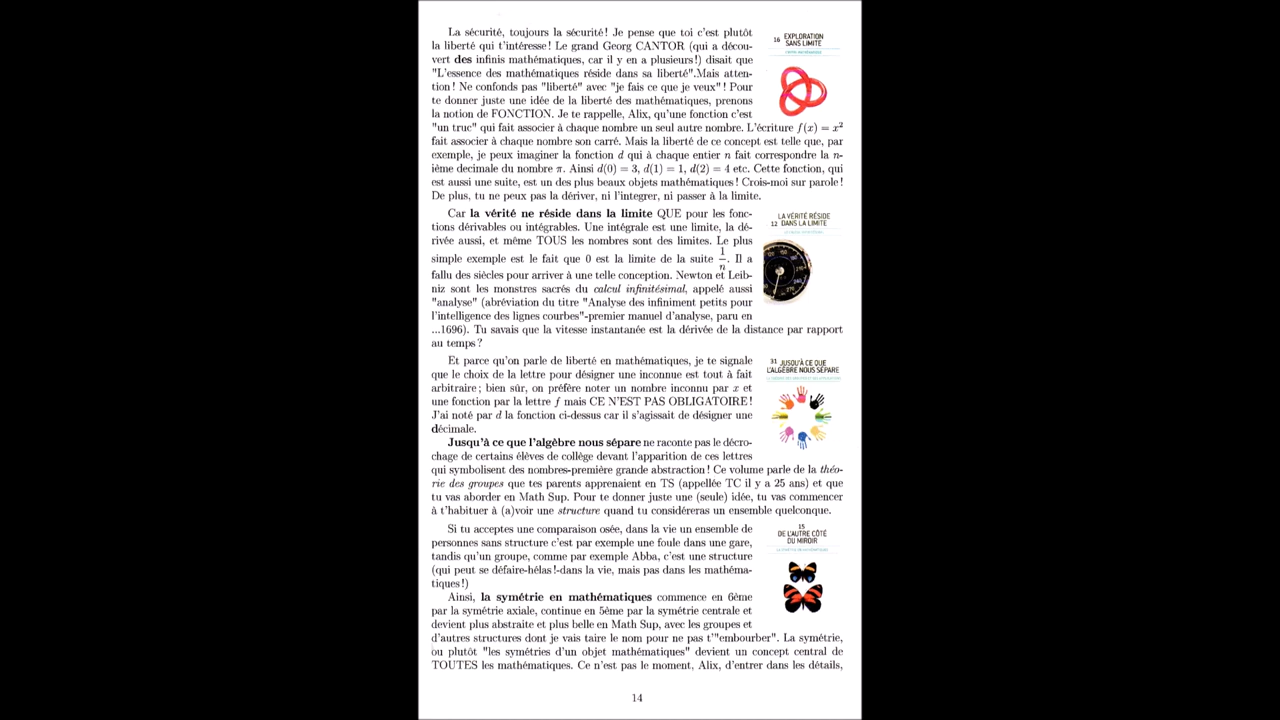 La sécurité, toujours la sécurité! Je pense que toi c'est plutôt
la liberté qui t'intéresse! Le grand Georg CANTOR (qui a décou-
vert des infinis mathématiques, car il y en a plusieurs!) disait que
"L'essence des mathématiques réside dans sa liberté".Mais atten-
tion! Ne confonds pas "liberté" avec "je fais ce que je veux"! Pour
te donner juste une idée de la liberté des mathématiques, prenons
la notion de FONCTION. Je te rappelle, Alix, qu'une fonction c'est
"un truc" qui fait associer à chaque nombre un seul autre nombre. L'écriture f(x) = x²
fait associer à chaque nombre son carré. Mais la liberté de ce concept est telle que, par
exemple, je peux imaginer la fonction d qui à chaque entier n fait correspondre la n-
ième decimale du nombre π. Ainsi d(0) = 3, d(1) = 1, d(2) = 4 etc. Cette fonction, qui
est aussi une suite, est un des plus beaux objets mathématiques! Crois-moi sur parole!
De plus, tu ne peux pas la dériver, ni l'integrer, ni passer à la limite.
16 EXPLORATION
SANS LIMITE
Car la vérité ne réside dans la limite QUE pour les fonc-
tions dérivables ou intégrables. Une intégrale est une limite, la dé-
rivée aussi, et même TOUS les nombres sont des limites. Le plus
simple exemple est le fait que 0 est la limite de la suite 1/n. Il a
fallu des siècles pour arriver à une telle conception. Newton et Leib-
niz sont les monstres sacrés du calcul infinitésimal, appelé aussi
"analyse" (abréviation du titre "Analyse des infiniment petits pour
l'intelligence des lignes courbes"-premier manuel d'analyse, paru en
...1696). Tu savais que la vitesse instantanée est la dérivée de la distance par rapport
au temps?
LA VÉRITÉ RÉSIDE
12 DANS LA LIMITE
Et parce qu'on parle de liberté en mathématiques, je te signale
que le choix de la lettre pour désigner une inconnue est tout à fait
arbitraire; bien sûr, on préfère noter un nombre inconnu par x et
une fonction par la lettre f mais CE N'EST PAS OBLIGATOIRE!
J'ai noté par d la fonction ci-dessus car il s'agissait de désigner une
décimale.
31 JUSQU'À CE QUE
L'ALGÈBRE NOUS SÉPARE
Jusqu'à ce que l'algèbre nous sépare ne raconte pas le décro-
chage de certains élèves de collège devant l'apparition de ces lettres
qui symbolisent des nombres-première grande abstraction! Ce volume parle de la théo-
rie des groupes que tes parents apprenaient en TS (appellée TC il y a 25 ans) et que
tu vas aborder en Math Sup. Pour te donner juste une (seule) idée, tu vas commencer
à t'habituer à (a)voir une structure quand tu considéreras un ensemble quelconque.
Si tu acceptes une comparaison osée, dans la vie un ensemble de
personnes sans structure c'est par exemple une foule dans une gare,
tandis qu'un groupe, comme par exemple Abba, c'est une structure
(qui peut se défaire-hélas!-dans la vie, mais pas dans les mathéma-
tiques!)
15
DE L'AUTRE CÔTÉ
DU MIROIR
Ainsi, la symétrie en mathématiques commence en 6ème
par la symétrie axiale, continue en 5ème par la symétrie centrale et
devient plus abstraite et plus belle en Math Sup, avec les groupes et
d'autres structures dont je vais taire le nom pour ne pas t'"embourber". La symétrie,
ou plutôt "les symétries d'un objet mathématiques" devient un concept central de
TOUTES les mathématiques. Ce n'est pas le moment, Alix, d'entrer dans les détails,
14